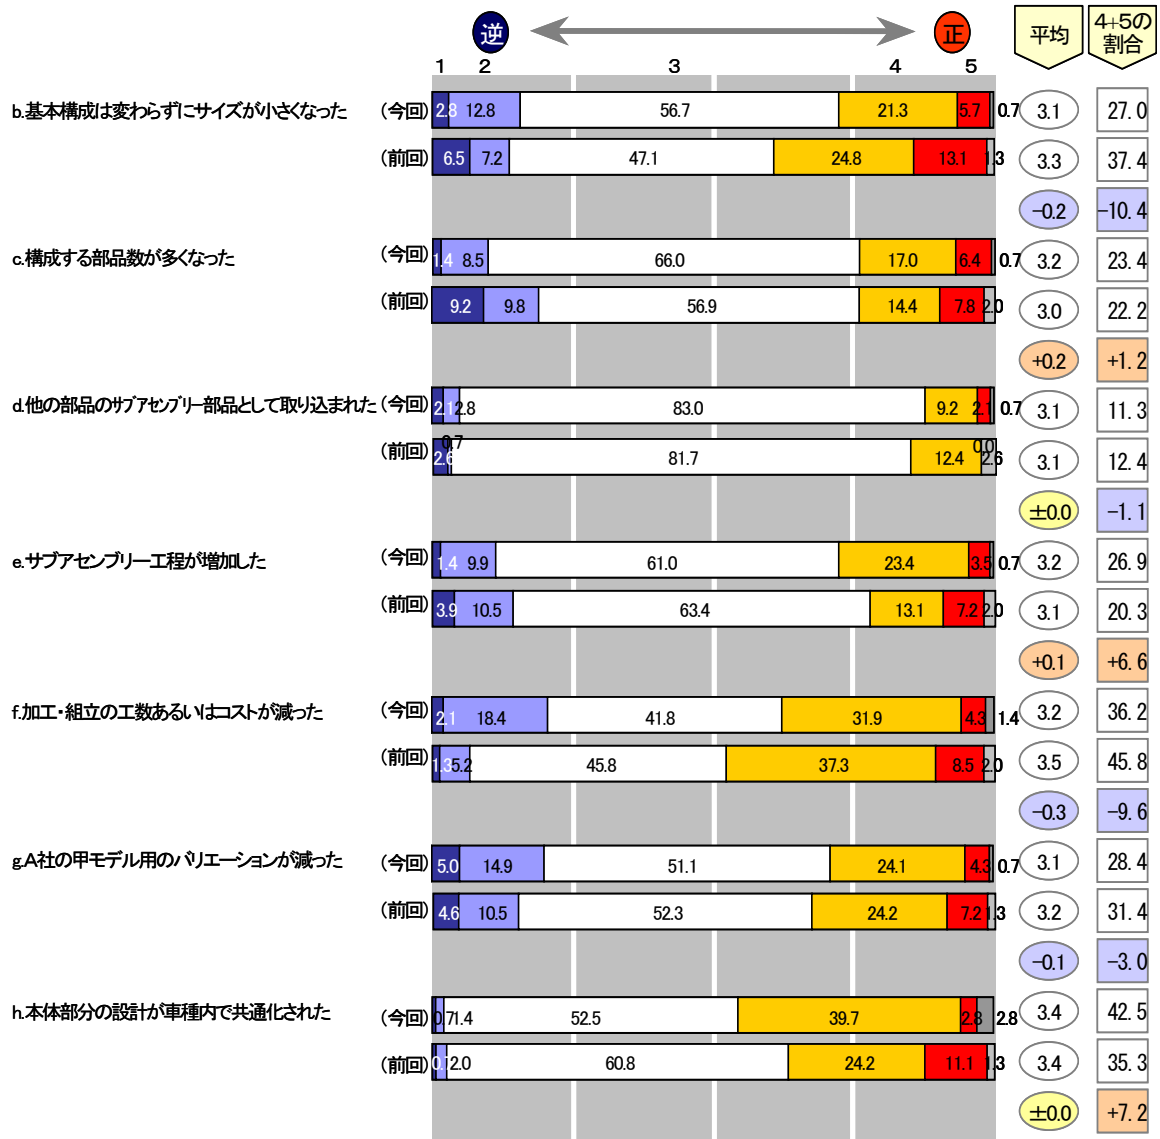 逆 正 平均 4+5の割合
1 2 3 4 5
b.基本構成は変わらずにサイズが小さくなった (今回) 2.8 12.8 56.7 21.3 5.7 0.7 3.1 27.0
(前回) 6.5 7.2 47.1 24.8 13.1 1.3 3.3 37.4
-0.2 -10.4
c.構成する部品数が多くなった (今回) 1.4 8.5 66.0 17.0 6.4 0.7 3.2 23.4
(前回) 9.2 9.8 56.9 14.4 7.8 2.0 3.0 22.2
+0.2 +1.2
d.他の部品のサブアセンブリー部品として取り込まれた (今回) 2.1 2.8 83.0 9.2 2.1 0.7 3.1 11.3
(前回) 2.6 0.7 81.7 12.4 0.0 2.6 3.1 12.4
±0.0 -1.1
e.サブアセンブリー工程が増加した (今回) 1.4 9.9 61.0 23.4 3.5 0.7 3.2 26.9
(前回) 3.9 10.5 63.4 13.1 7.2 2.0 3.1 20.3
+0.1 +6.6
f.加工・組立の工数あるいはコストが減った (今回) 2.1 18.4 41.8 31.9 4.3 1.4 3.2 36.2
(前回) 1.3 5.2 45.8 37.3 8.5 2.0 3.5 45.8
-0.3 -9.6
g.A社の甲モデル用のバリエーションが減った (今回) 5.0 14.9 51.1 24.1 4.3 0.7 3.1 28.4
(前回) 4.6 10.5 52.3 24.2 7.2 1.3 3.2 31.4
-0.1 -3.0
h.本体部分の設計が車種内で共通化された (今回) 0.7 1.4 52.5 39.7 2.8 2.8 3.4 42.5
(前回) 2.0 60.8 24.2 11.1 1.3 3.4 35.3
±0.0 +7.2